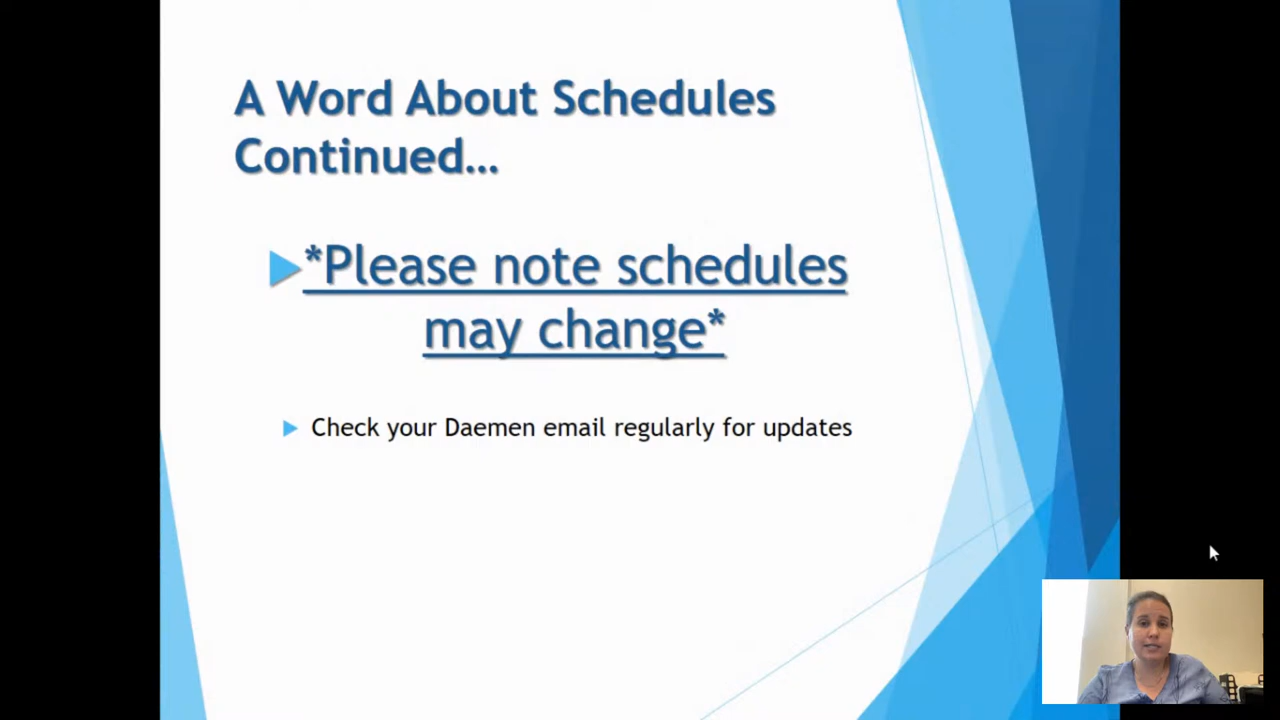 A Word About Schedules
Continued…
*Please note schedules
may change*
Check your Daemen email regularly for updates